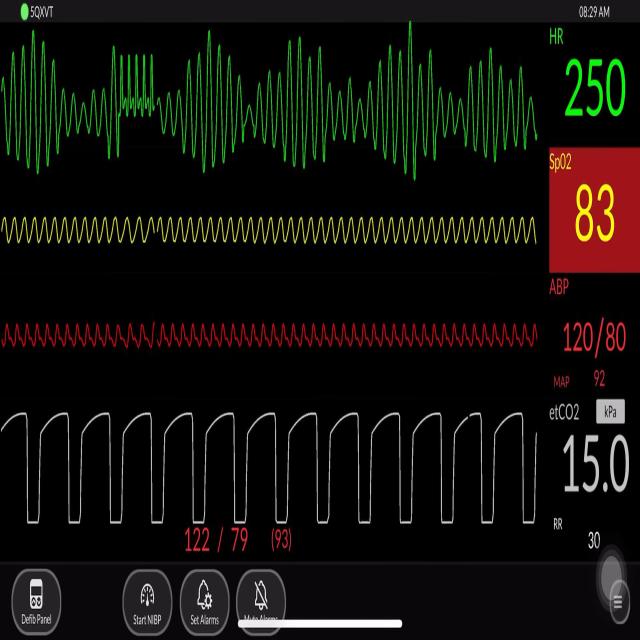 5QXVT 08:29 AM
HR
250
SpO2
83
ABP
120/80
MAP 92
etCO2 kPa
15.0
RR
30
122 / 79 (93)
Defib Panel Start NIBP Set Alarms Mute Alarms